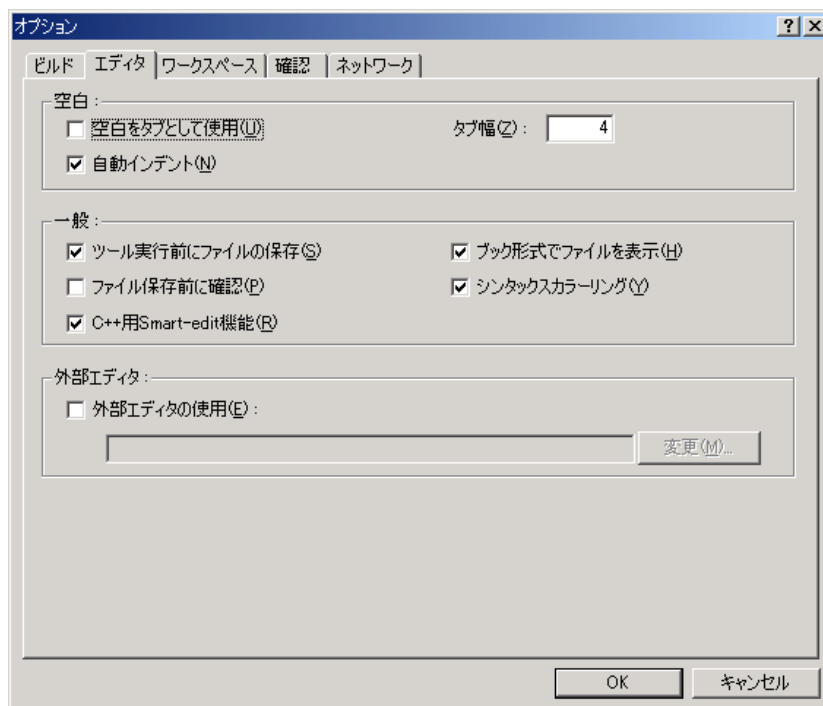 オプション
ビルド エディタ ワークスペース 確認 ネットワーク
空白:
空白をタブとして使用(U) タブ幅(Z): 4
自動インデント(N)
一般:
ツール実行前にファイルの保存(S) ブック形式でファイルを表示(H)
ファイル保存前に確認(P) シンタックスカラーリング(Y)
C++用Smart-edit機能(R)
外部エディタ:
外部エディタの使用(E):
変更(M)...
OK キャンセル